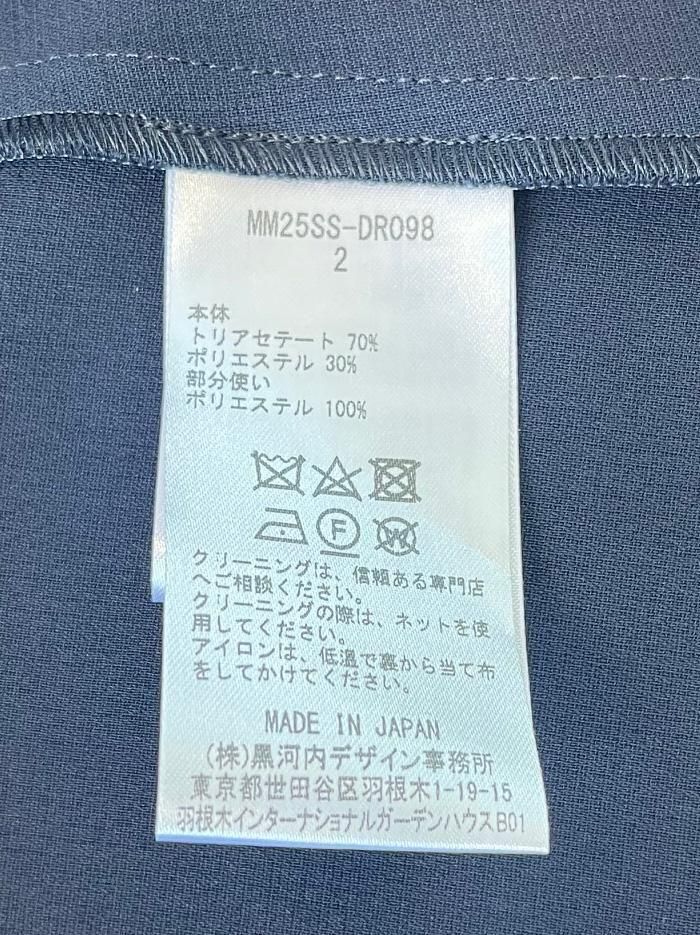 MM25SS-DR098
2
本体
トリアセテート 70%
ポリエステル 30%
部分使い
ポリエステル 100%
F
W
クリーニングは、信頼ある専門店
へご相談ください。
クリーニングの際は、ネットを使
用してください。
アイロンは、低温で裏から当て布
をしてかけてください。
MADE IN JAPAN
(株)黒河内デザイン事務所
東京都世田谷区羽根木1-19-15
羽根木インターナショナルガーデンハウスB01